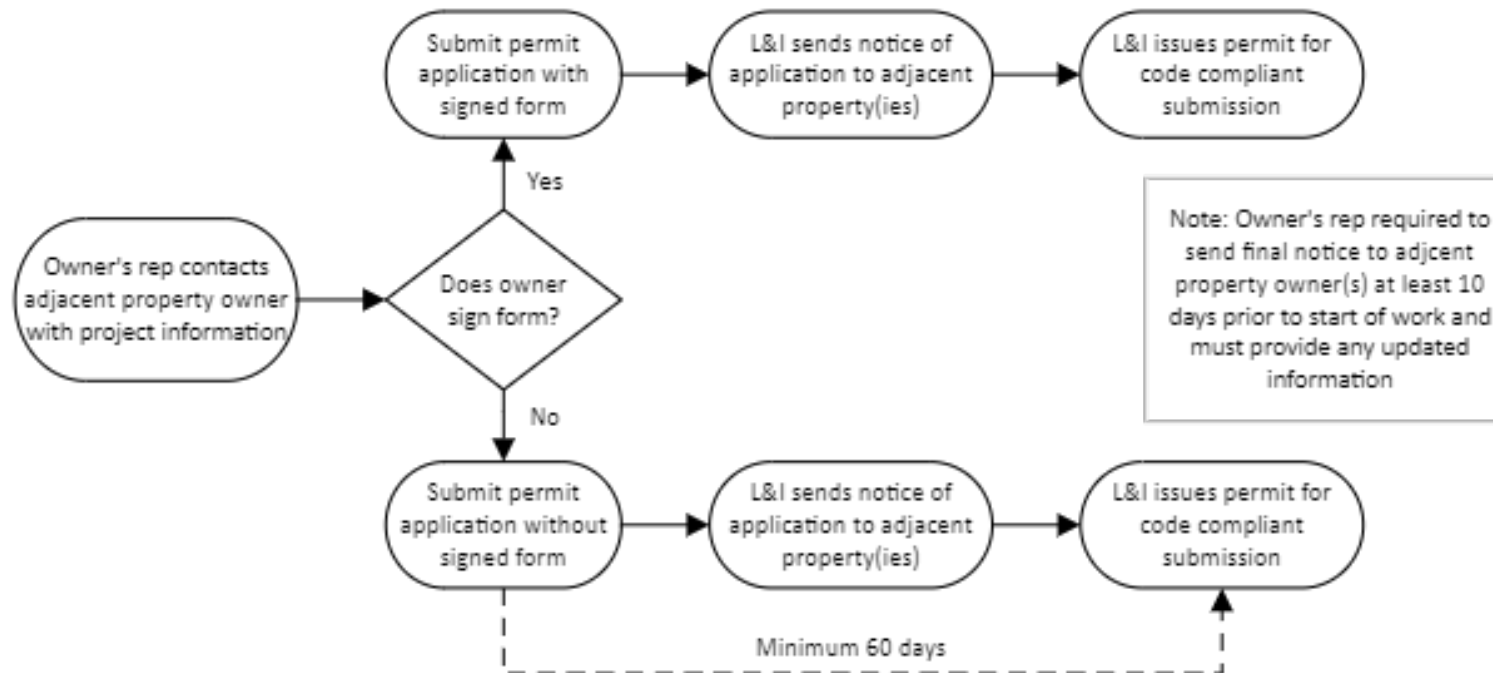 Submit permit
application with
signed form
L&I sends notice of
application to adjacent
property(ies)
L&I issues permit for
code compliant
submission
Yes
Owner's rep contacts
adjacent property owner
with project information
Does owner
sign form?
Note: Owner's rep required to
send final notice to adjcent
property owner(s) at least 10
days prior to start of work and
must provide any updated
information
No
Submit permit
application without
signed form
L&I sends notice of
application to adjacent
property(ies)
L&I issues permit for
code compliant
submission
Minimum 60 days